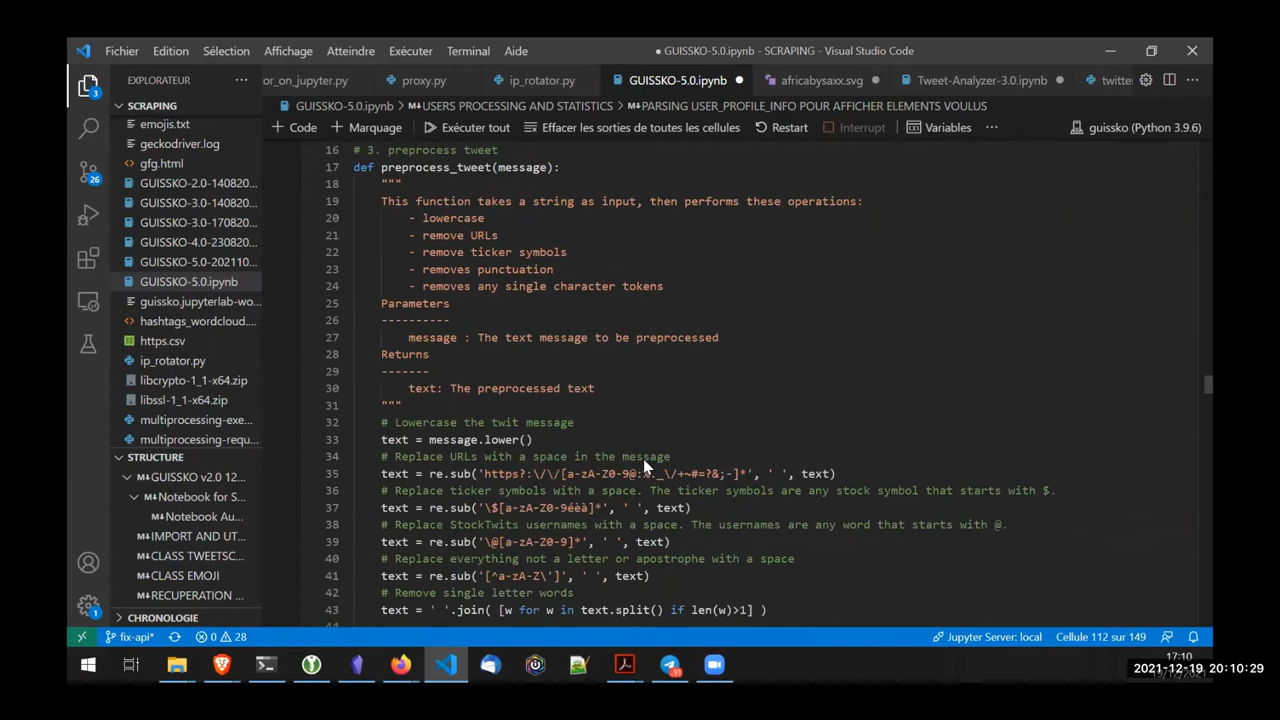 Fichier Edition Sélection Affichage Atteindre Exécuter Terminal Aide
● GUISSKO-5.0.ipynb - SCRAPING - Visual Studio Code
EXPLORATEUR
or_on_jupyter.py
proxy.py
ip_rotator.py
GUISSKO-5.0.ipynb
africabysaxx.svg
Tweet-Analyzer-3.0.ipynb
twitte
SCRAPING
GUISSKO-5.0.ipynb > M↓USERS PROCESSING AND STATISTICS > M↓PARSING USER_PROFILE_INFO POUR AFFICHER ELEMENTS VOULUS
+ Code + Marquage Exécuter tout Effacer les sorties de toutes les cellules Restart Interrupt Variables ···
guissko (Python 3.9.6)
emojis.txt
geckodriver.log
gfg.html
GUISSKO-2.0-140820...
GUISSKO-3.0-140820...
GUISSKO-3.0-170820...
GUISSKO-4.0-230820...
GUISSKO-5.0-202110...
GUISSKO-5.0.ipynb
guissko.jupyterlab-wo...
hashtags_wordcloud....
https.csv
ip_rotator.py
libcrypto-1_1-x64.zip
libssl-1_1-x64.zip
multiprocessing-exe...
multiprocessing-requ...
STRUCTURE
M↓GUISSKO v2.0 - 12...
M↓Notebook for S...
M↓Notebook Au...
M↓IMPORTATION AND UT...
M↓CLASS TWEETSC...
M↓CLASS EMOJI
M↓RECUPERATION ...
CHRONOLOGIE
3
26
1
16 # 3. preprocess tweet
17 def preprocess_tweet(message):
18 """
19 This function takes a string as input, then performs these operations:
20 - lowercase
21 - remove URLs
22 - remove ticker symbols
23 - removes punctuation
24 - removes any single character tokens
25 Parameters
26 ----------
27 message : The text message to be preprocessed
28 Returns
29 -------
30 text: The preprocessed text
31 """
32 # Lowercase the twit message
33 text = message.lower()
34 # Replace URLs with a space in the message
35 text = re.sub('https?:\/\/[a-zA-Z0-9@:%._\/+~#=?&;-]*', ' ', text)
36 # Replace ticker symbols with a space. The ticker symbols are any stock symbol that starts with $.
37 text = re.sub('\$[a-zA-Z0-9éèà]*', ' ', text)
38 # Replace StockTwits usernames with a space. The usernames are any word that starts with @.
39 text = re.sub('\@[a-zA-Z0-9]*', ' ', text)
40 # Replace everything not a letter or apostrophe with a space
41 text = re.sub('[^a-zA-Z\']', ' ', text)
42 # Remove single letter words
43 text = ' '.join( [w for w in text.split() if len(w)>1] )
fix-api* 0 28
Jupyter Server: local Cellule 112 sur 149
91
17:10
2021-12-19 20:10:29